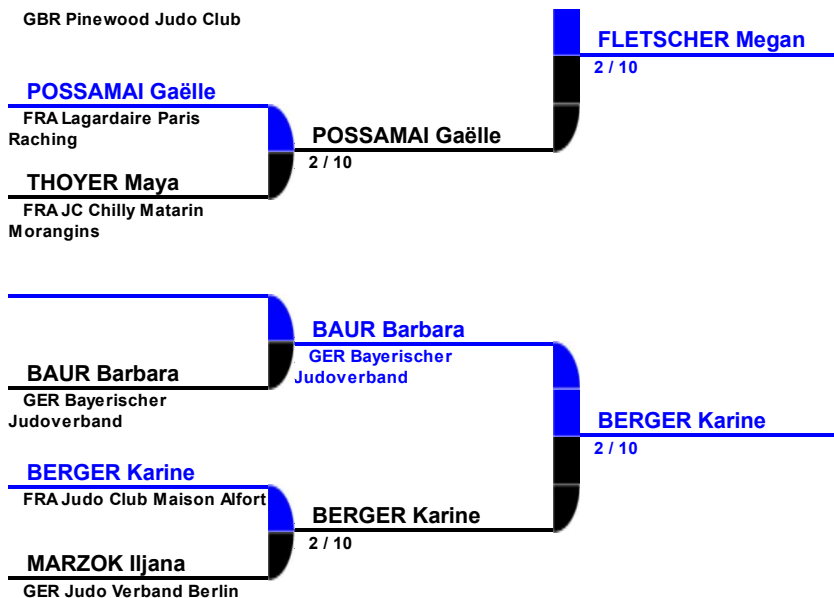 GBR Pinewood Judo Club
FLETSCHER Megan
2 / 10
POSSAMAI Gaëlle
FRA Lagardaire Paris
Raching
POSSAMAI Gaëlle
2 / 10
THOYER Maya
FRA JC Chilly Matarin
Morangins
BAUR Barbara
GER Bayerischer
Judoverband
BAUR Barbara
GER Bayerischer
Judoverband
BERGER Karine
2 / 10
BERGER Karine
FRA Judo Club Maison Alfort
BERGER Karine
2 / 10
MARZOK Iljana
GER Judo Verband Berlin